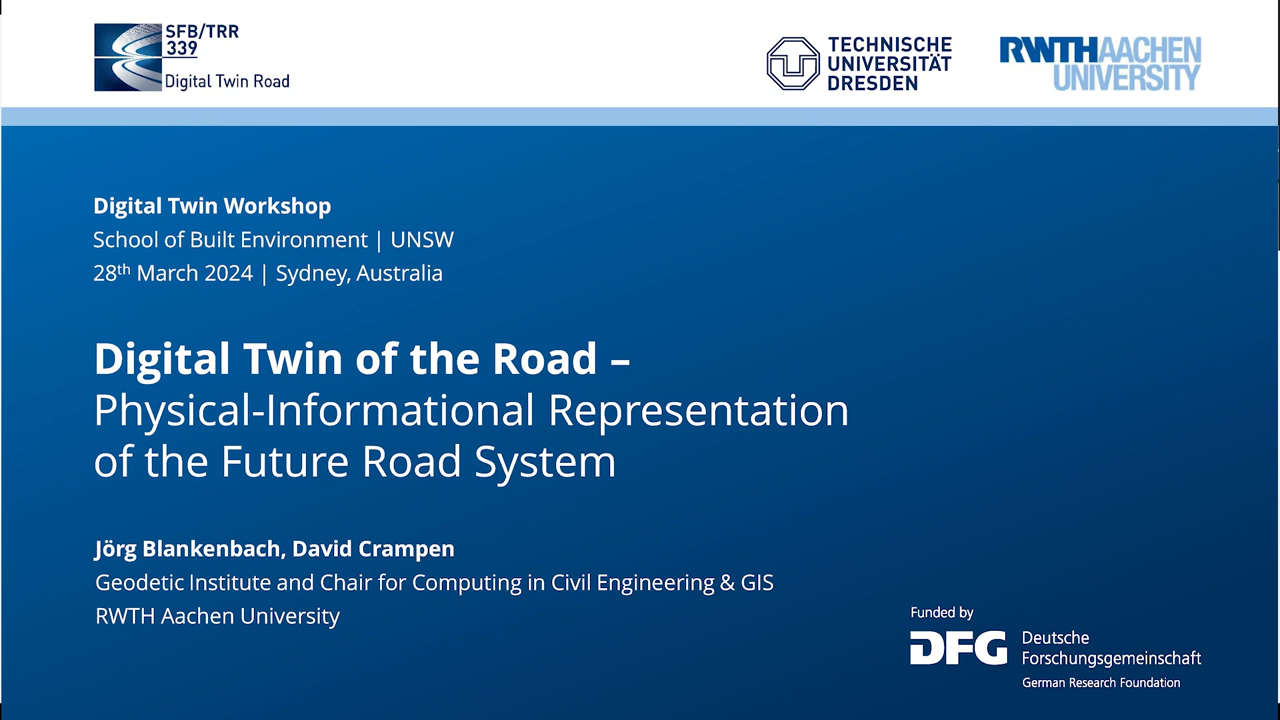 SFB/TRR
339
Digital Twin Road
TECHNISCHE
UNIVERSITÄT
DRESDEN
RWTHAACHEN
UNIVERSITY
Digital Twin Workshop
School of Built Environment | UNSW
28th March 2024 | Sydney, Australia
Digital Twin of the Road –
Physical-Informational Representation
of the Future Road System
Jörg Blankenbach, David Crampen
Geodetic Institute and Chair for Computing in Civil Engineering & GIS
RWTH Aachen University
Funded by
DFG
Deutsche
Forschungsgemeinschaft
German Research Foundation